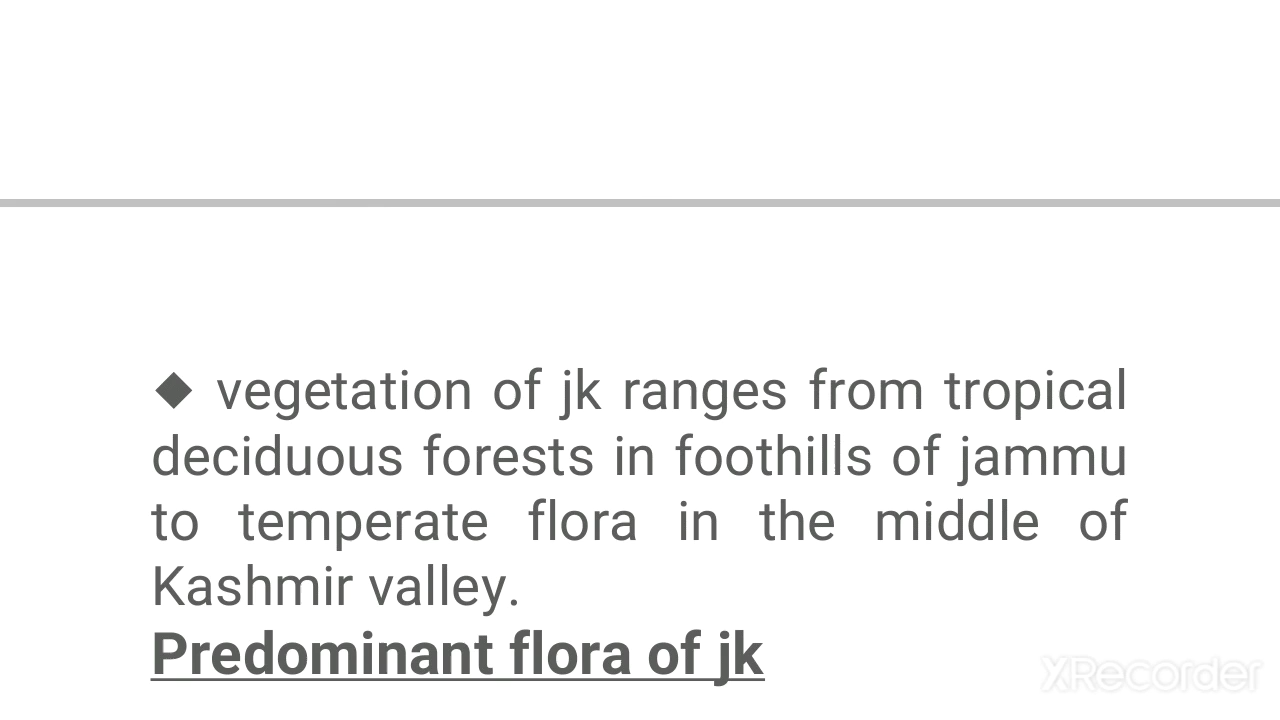 ◆ vegetation of jk ranges from tropical
deciduous forests in foothills of jammu
to temperate flora in the middle of
Kashmir valley.
Predominant flora of jk
XRecorder